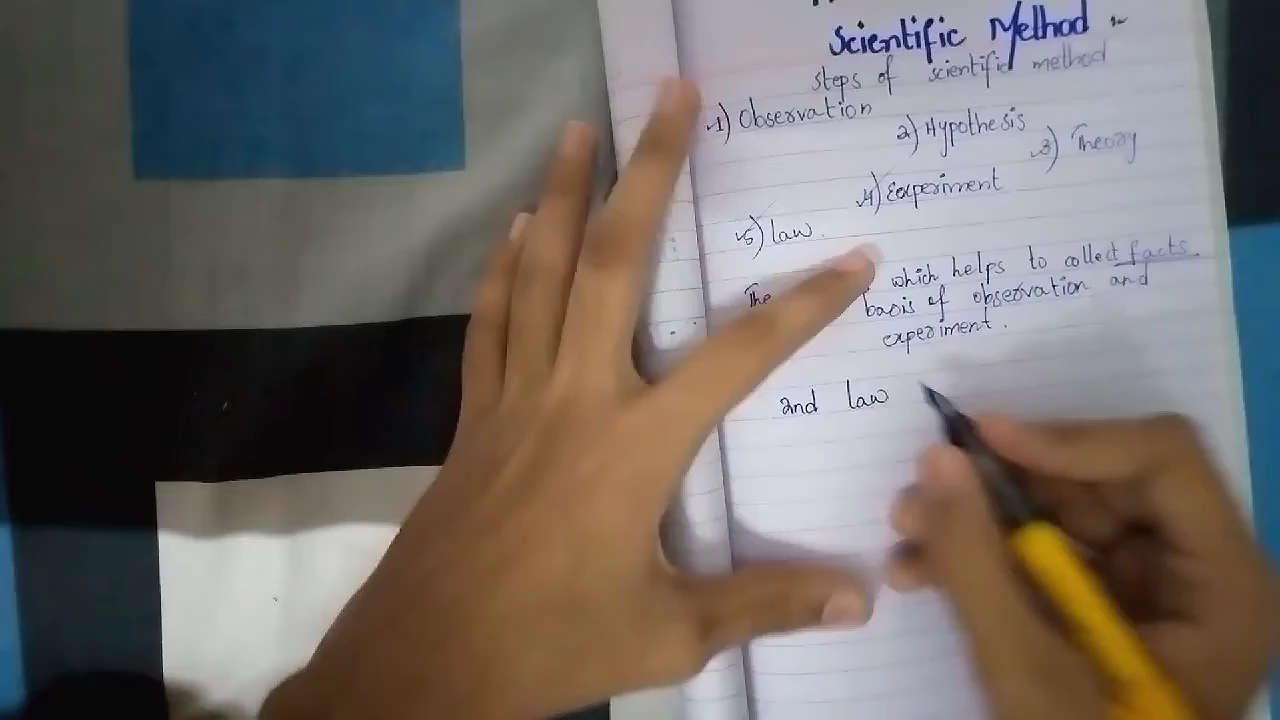 Scientific Method ~
steps of scientific method
1) Observation
2) Hypothesis
3) Theory
4) Experiment
5) law.
The which helps to collect facts
basis of observation and
experiment.
and law